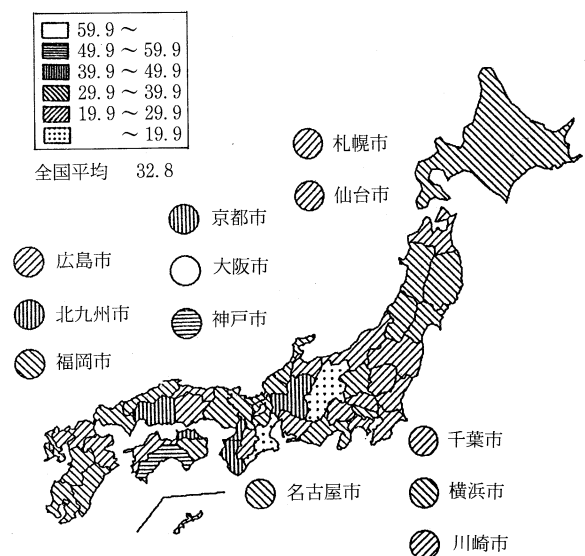 59.9～
49.9～59.9
39.9～49.9
29.9～39.9
19.9～29.9
～19.9
全国平均 32.8
札幌市
仙台市
京都市
広島市
大阪市
北九州市
神戸市
福岡市
千葉市
名古屋市
横浜市
川崎市